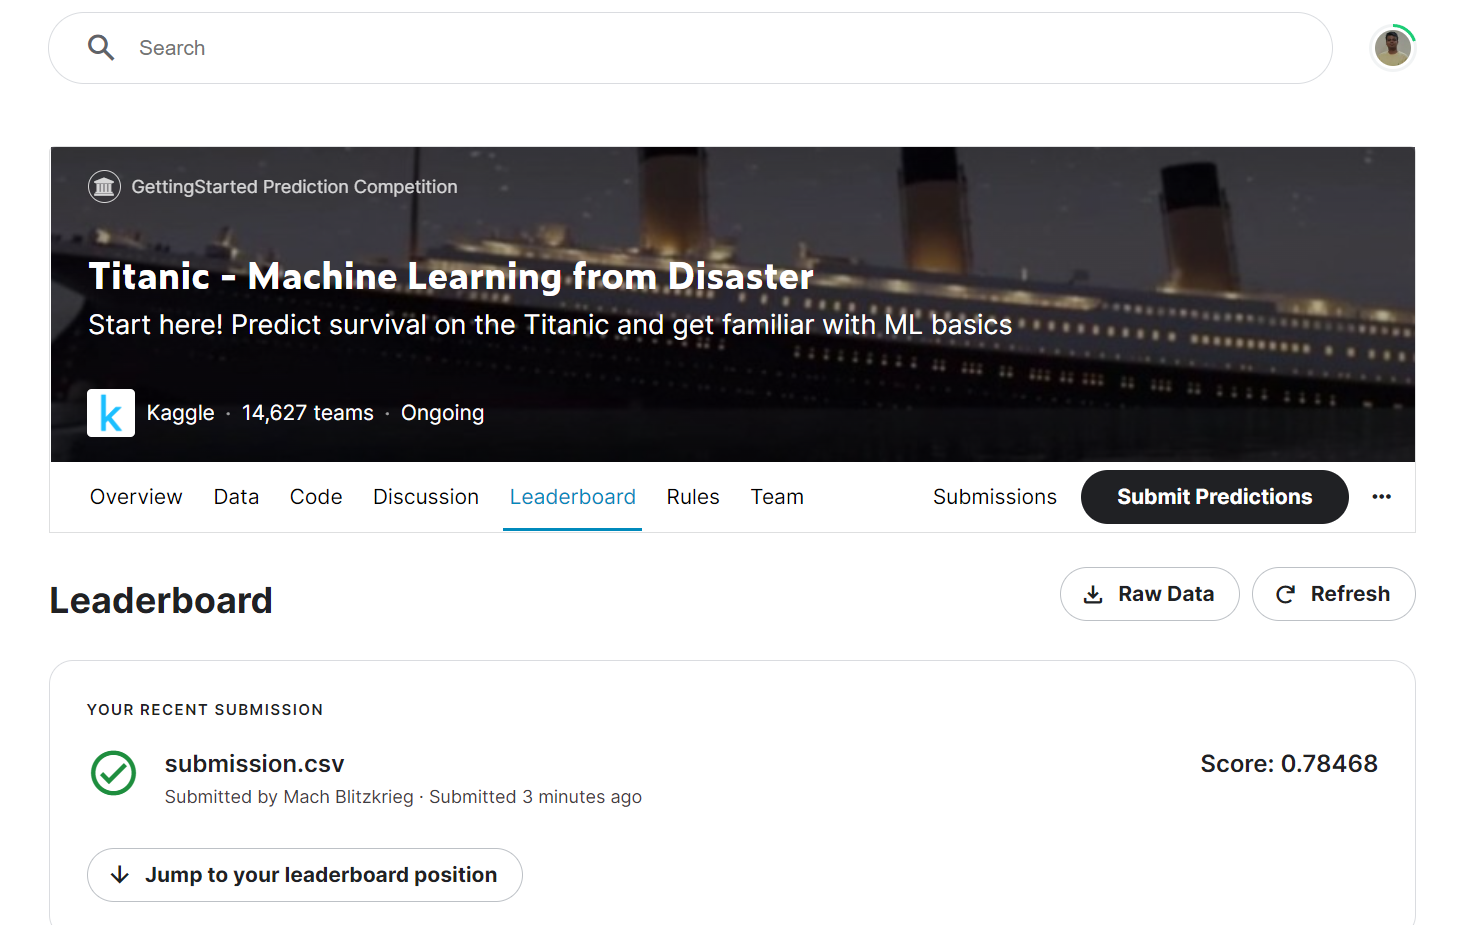 Search
GettingStarted Prediction Competition
Titanic - Machine Learning from Disaster
Start here! Predict survival on the Titanic and get familiar with ML basics
k Kaggle · 14,627 teams · Ongoing
Overview Data Code Discussion Leaderboard Rules Team Submissions Submit Predictions ···
Leaderboard Raw Data Refresh
YOUR RECENT SUBMISSION
submission.csv Score: 0.78468
Submitted by Mach Blitzkrieg · Submitted 3 minutes ago
Jump to your leaderboard position